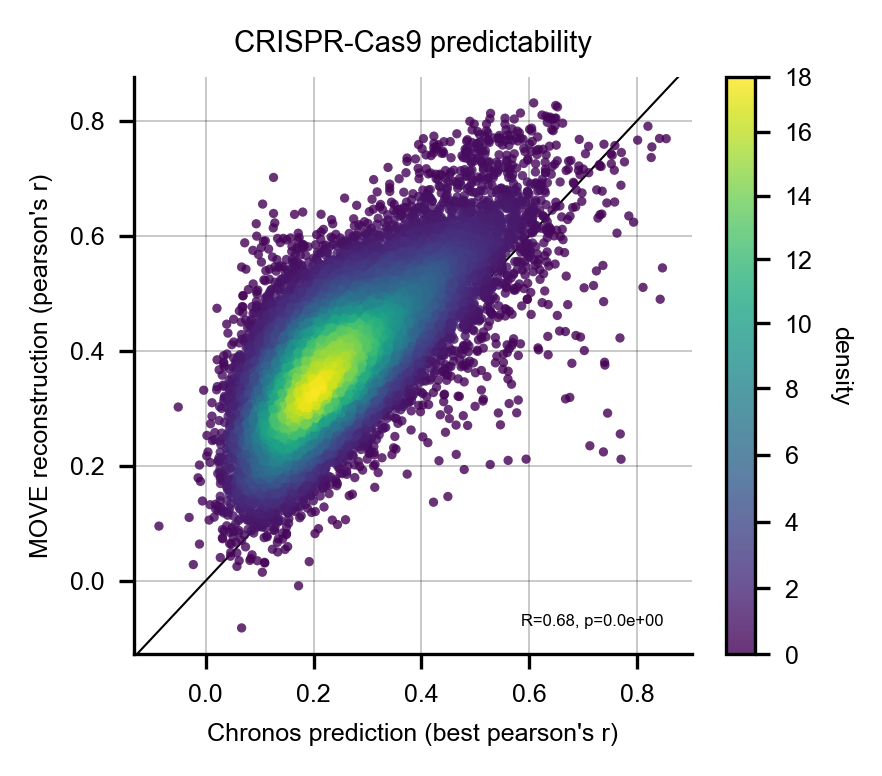 CRISPR-Cas9 predictability
MOVE reconstruction (pearson's r)
0.8
0.6
0.4
0.2
0.0
R=0.68, p=0.0e+00
0.0 0.2 0.4 0.6 0.8
Chronos prediction (best pearson's r)
18
16
14
12
10
8
6
4
2
0
density